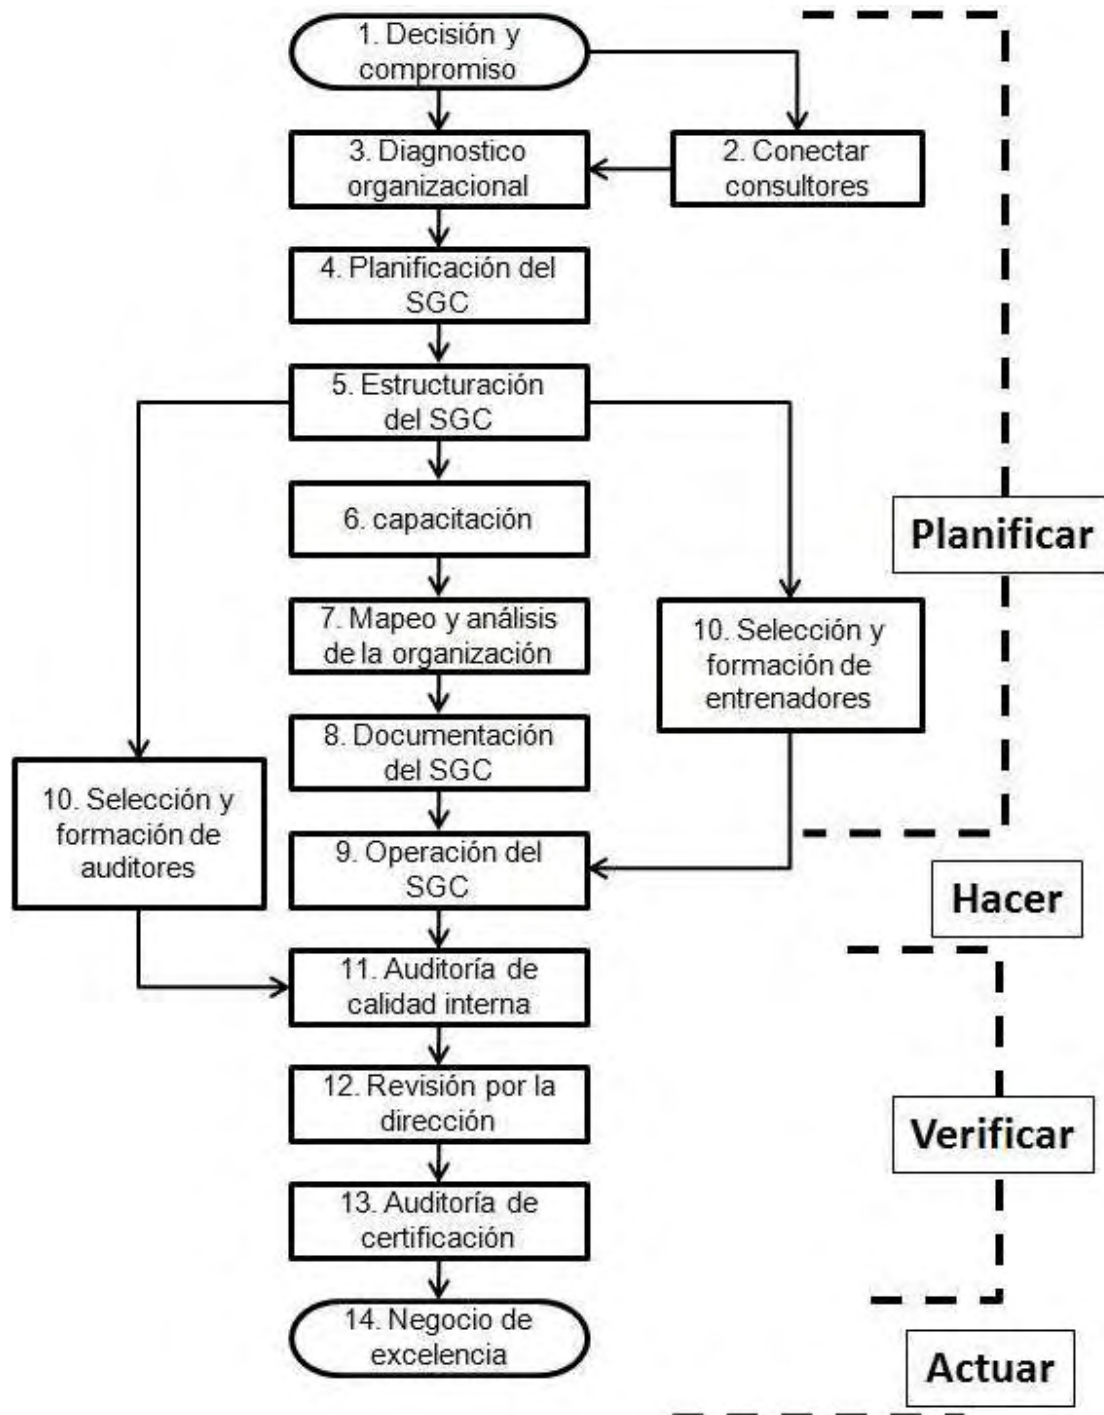 1. Decisión y
compromiso
3. Diagnostico
organizacional
2. Conectar
consultores
4. Planificación del
SGC
5. Estructuración
del SGC
6. capacitación
Planificar
7. Mapeo y análisis
de la organización
10. Selección y
formación de
entrenadores
8. Documentación
del SGC
10. Selección y
formación de
auditores
9. Operación del
SGC
Hacer
11. Auditoría de
calidad interna
12. Revisión por la
dirección
Verificar
13. Auditoría de
certificación
14. Negocio de
excelencia
Actuar